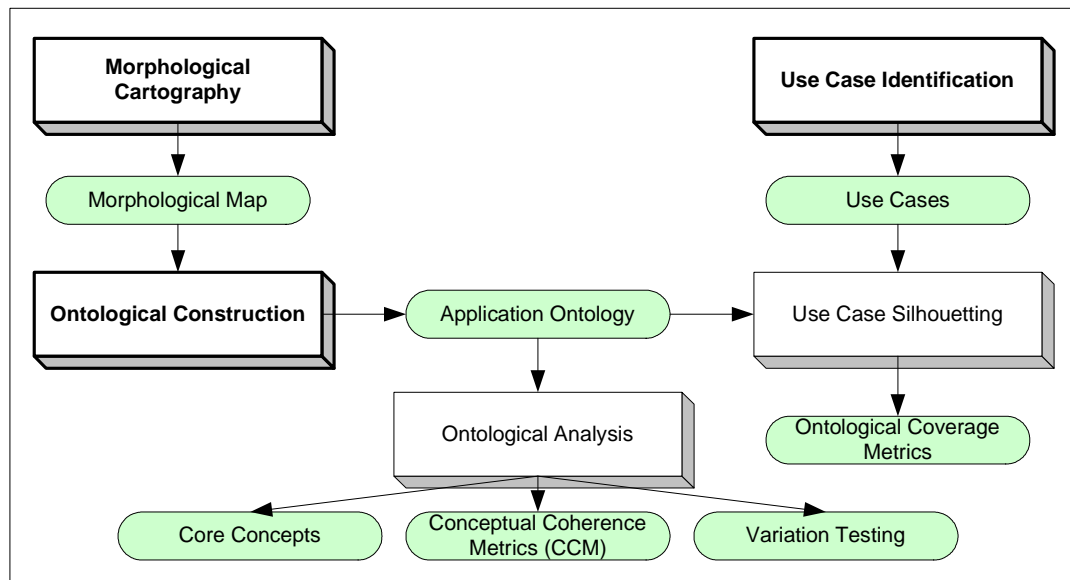 Morphological
Cartography
Use Case Identification
Morphological Map
Use Cases
Ontological Construction
Application Ontology
Use Case Silhouetting
Ontological Analysis
Ontological Coverage
Metrics
Core Concepts
Conceptual Coherence
Metrics (CCM)
Variation Testing